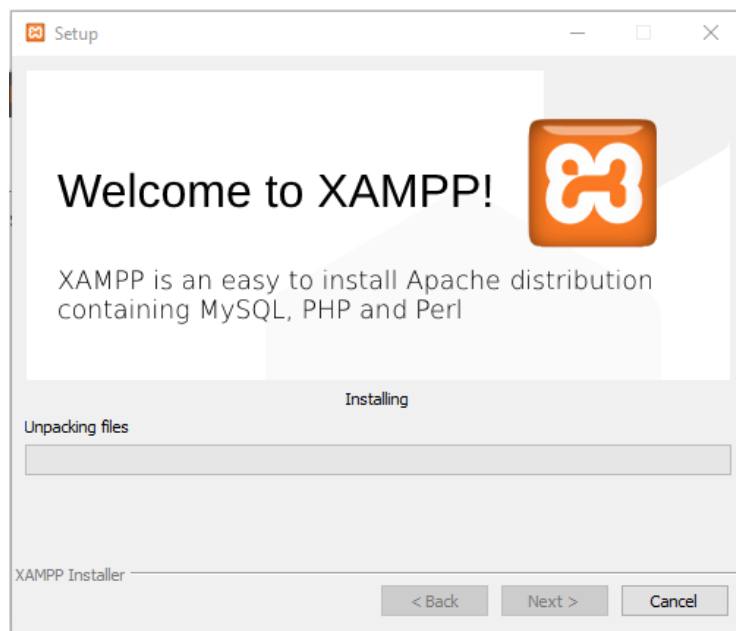 Setup
Welcome to XAMPP!
XAMPP is an easy to install Apache distribution
containing MySQL, PHP and Perl
Installing
Unpacking files
XAMPP Installer
< Back Next > Cancel